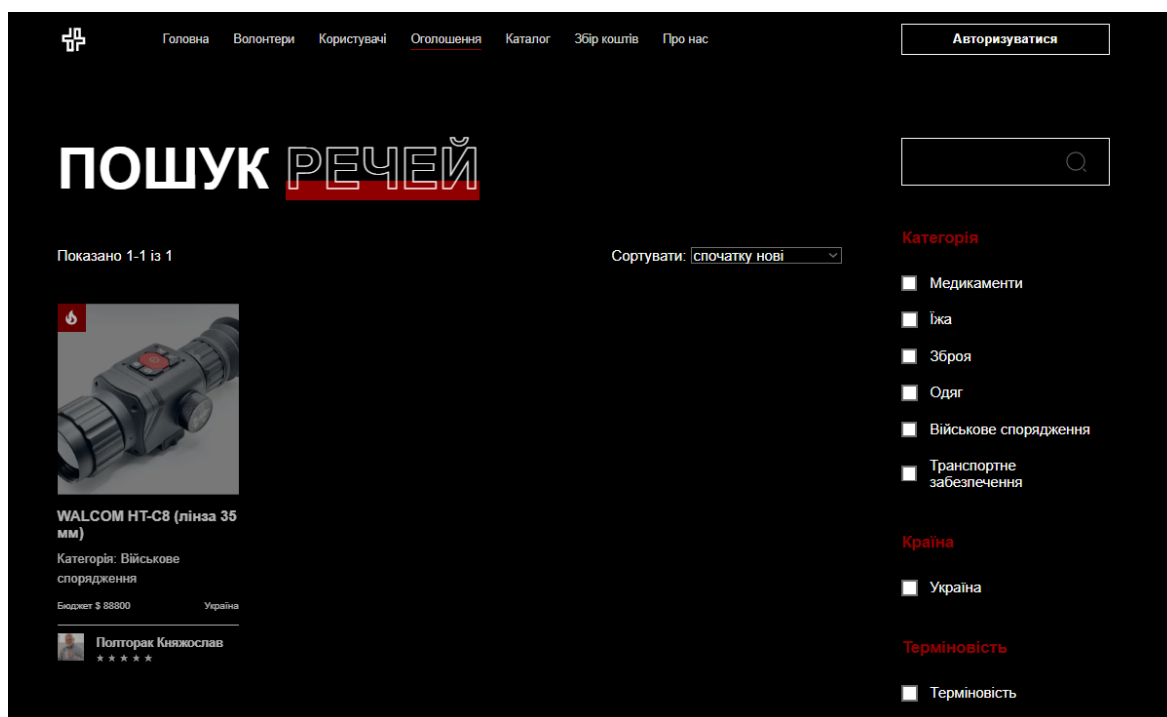 Головна Волонтери Користувачі Оголошення Каталог Збір коштів Про нас Авторизуватися
ПОШУК РЕЧЕЙ
Показано 1-1 із 1
Сортувати: спочатку нові
WALCOM HT-C8 (лінза 35
мм)
Категорія: Військове
спорядження
Бюджет $ 88800 Україна
Полторак Княжослав
Категорія
Медикаменти
Їжа
Зброя
Одяг
Військове спорядження
Транспортне
забезпечення
Країна
Україна
Терміновість
Терміновість